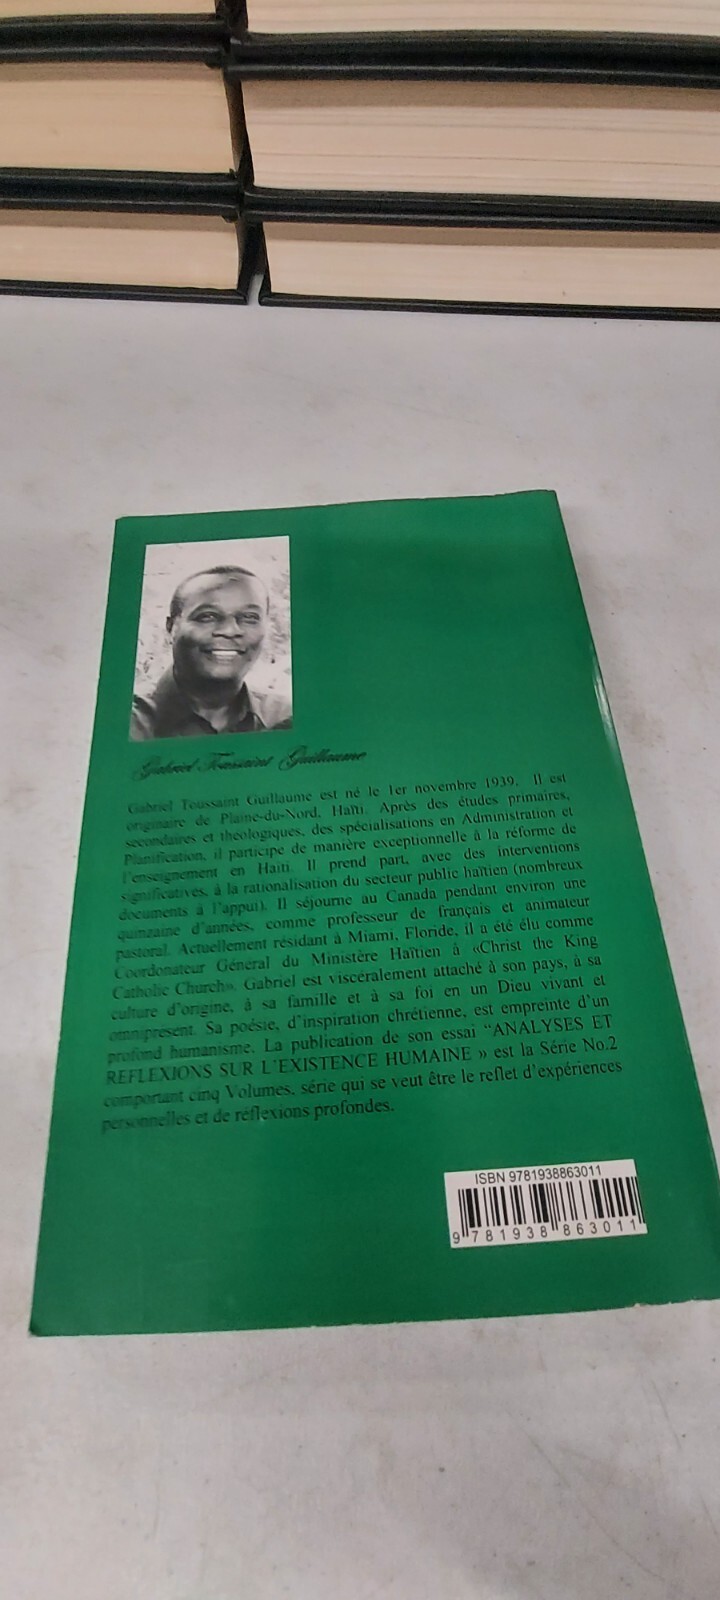 Gabriel Toussaint Guillaume
Gabriel Toussaint Guillaume est né le 1er novembre 1939. Il est
originaire de Plaine-du-Nord, Haïti. Après des études primaires,
secondaires et théologiques, des spécialisations en Administration et
Planification, il participe de manière exceptionnelle à la réforme de
l'enseignement en Haïti. Il prend part, avec des interventions
significatives, à la rationalisation du secteur public haïtien (nombreux
documents à l'appui). Il séjourne au Canada pendant environ une
quinzaine d'années, comme professeur de français et animateur
pastoral. Actuellement résidant à Miami, Floride, il a été élu comme
Coordonateur Général du Ministère Haïtien à «Christ the King
Catholic Church». Gabriel est viscéralement attaché à son pays, à sa
culture d'origine, à sa famille et à sa foi en un Dieu vivant et
omniprésent. Sa poésie, d'inspiration chrétienne, est empreinte d'un
profond humanisme. La publication de son essai "ANALYSES ET
REFLEXIONS SUR L'EXISTENCE HUMAINE » est la Série No.2
comportant cinq Volumes, série qui se veut être le reflet d'expériences
personnelles et de réflexions profondes.
ISBN 9781938863011
9 781938 863011